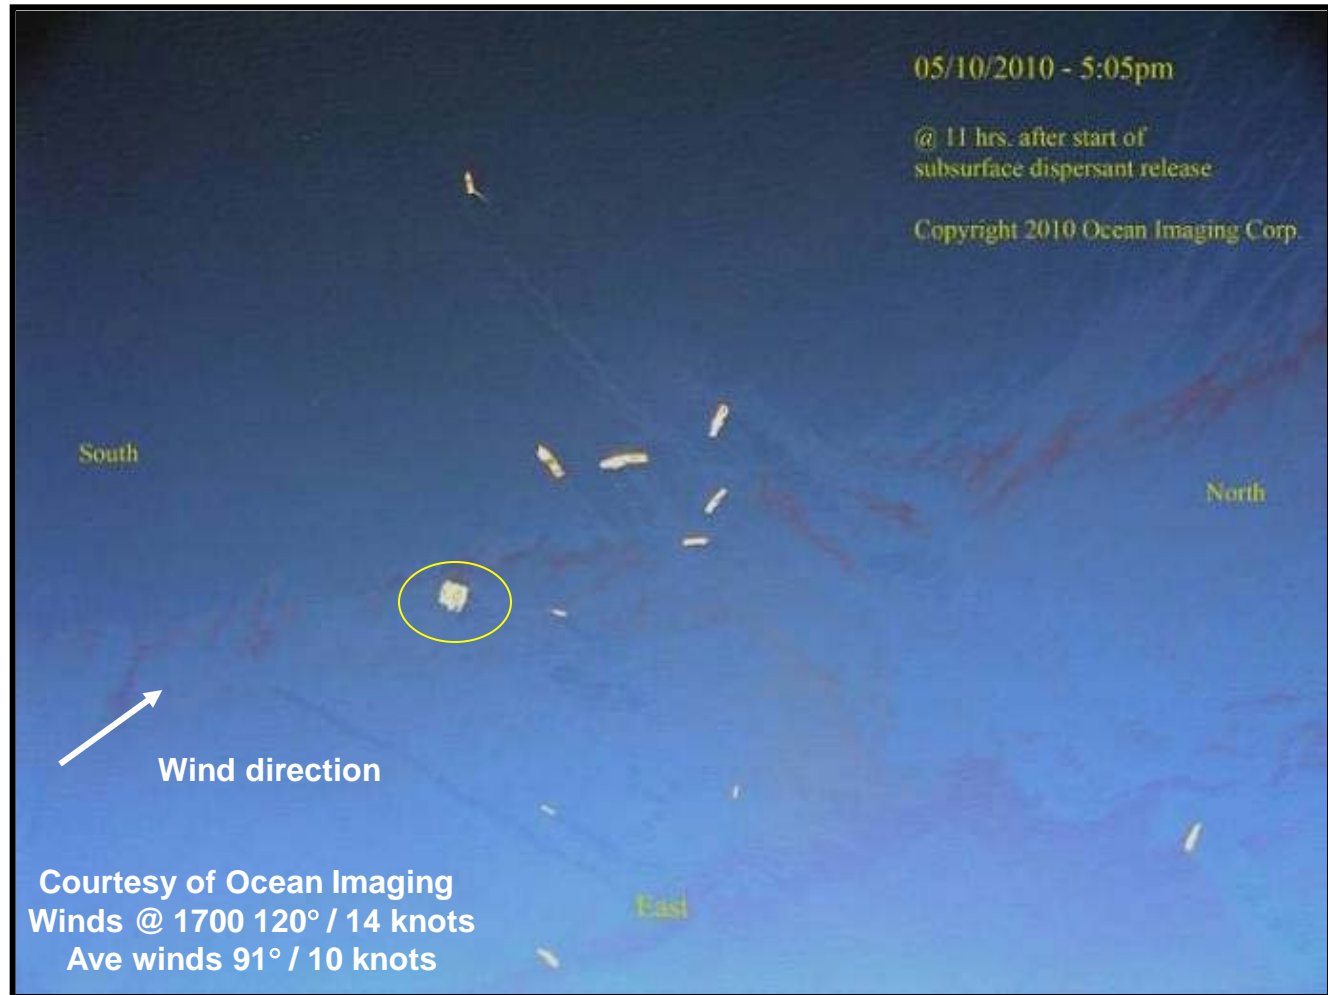 05/10/2010 - 5:05pm
@ 11 hrs. after start of
subsurface dispersant release
Copyright 2010 Ocean Imaging Corp.
South
North
Wind direction
Courtesy of Ocean Imaging
Winds @ 1700 120° / 14 knots
Ave winds 91° / 10 knots
East